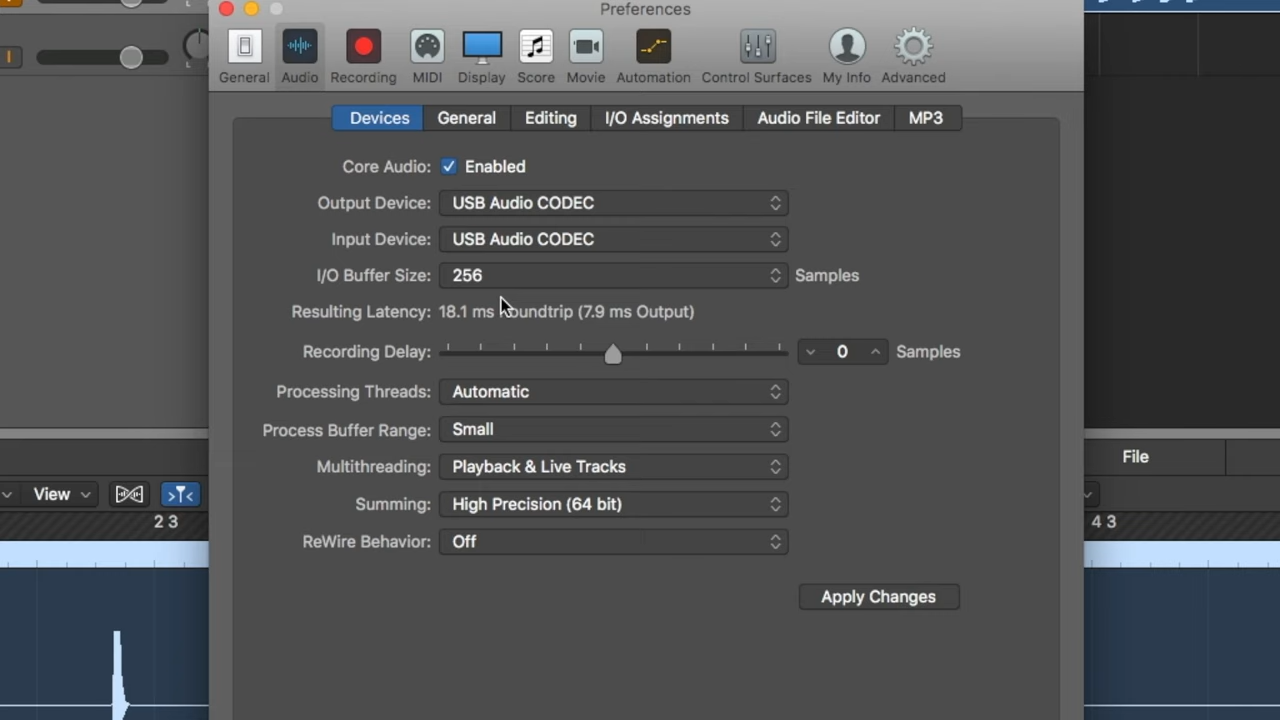 Preferences
General Audio Recording MIDI Display Score Movie Automation Control Surfaces My Info Advanced
Devices General Editing I/O Assignments Audio File Editor MP3
Core Audio: Enabled
Output Device: USB Audio CODEC
Input Device: USB Audio CODEC
I/O Buffer Size: 256 Samples
Resulting Latency: 18.1 ms Roundtrip (7.9 ms Output)
Recording Delay: 0 Samples
Processing Threads: Automatic
Process Buffer Range: Small
Multithreading: Playback & Live Tracks
Summing: High Precision (64 bit)
ReWire Behavior: Off
Apply Changes
File
View
2 3
4 3
I
L